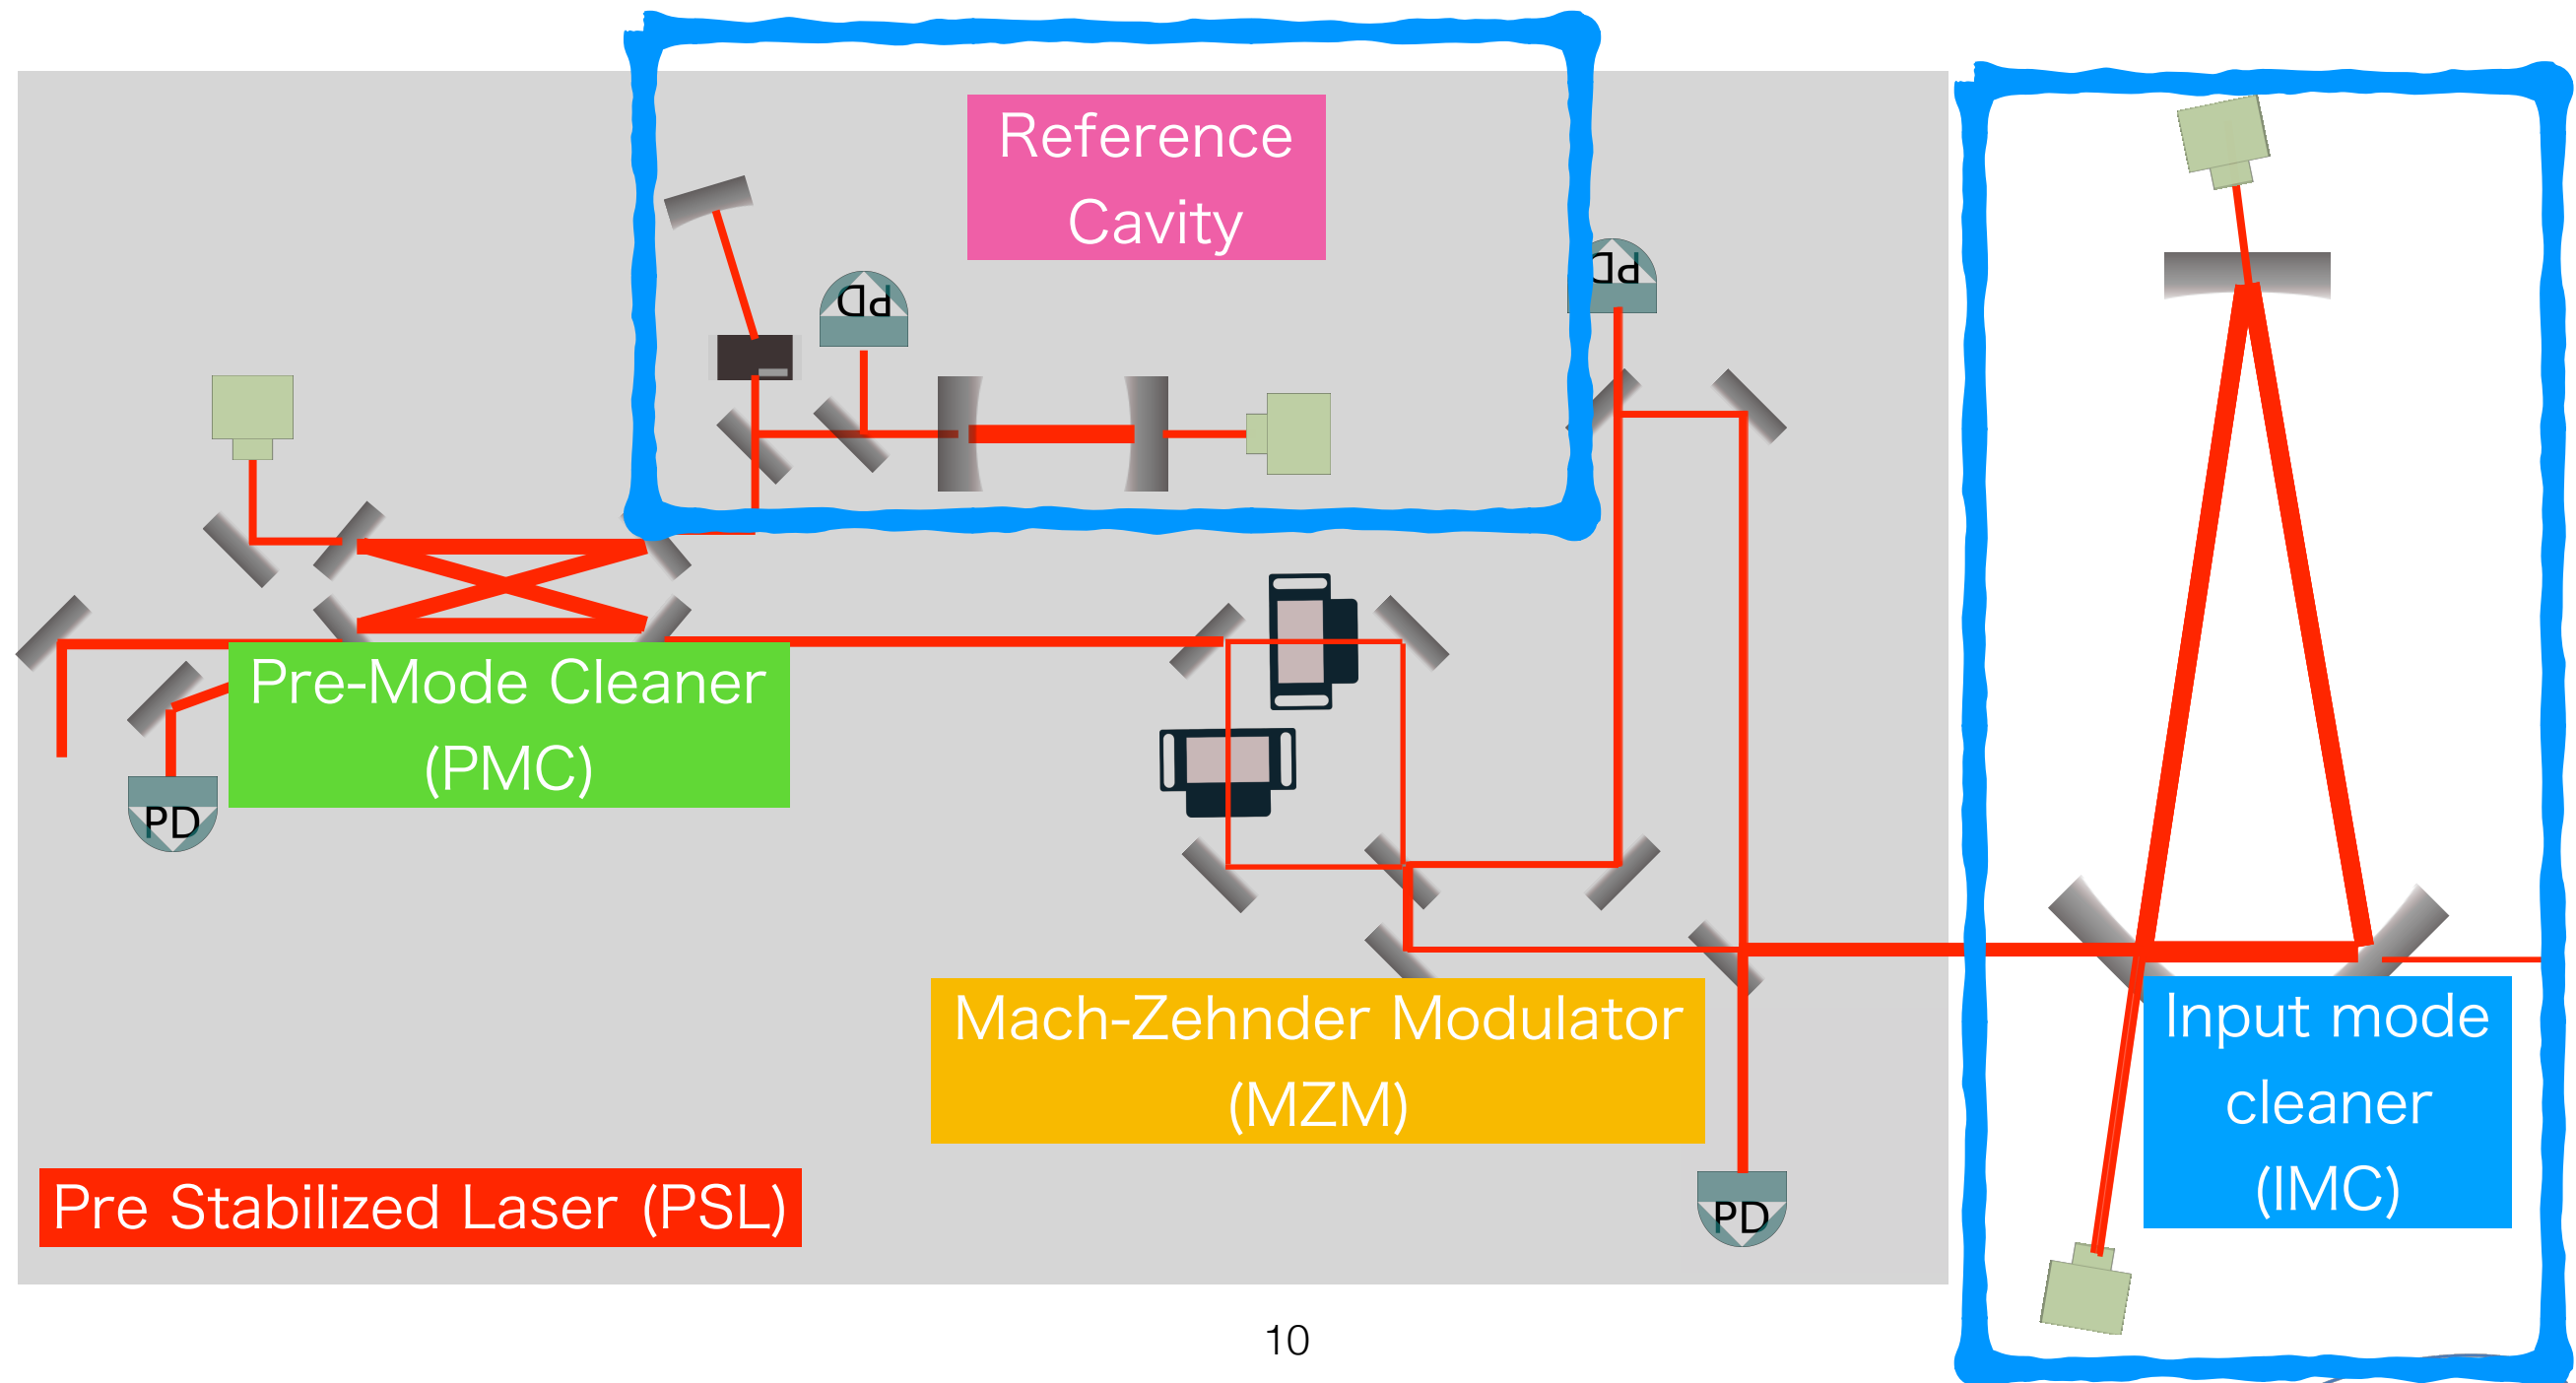 Reference
Cavity
PD
PD
Pre-Mode Cleaner
(PMC)
PD
Mach-Zehnder Modulator
(MZM)
Input mode
cleaner
(IMC)
Pre Stabilized Laser (PSL)
PD
10